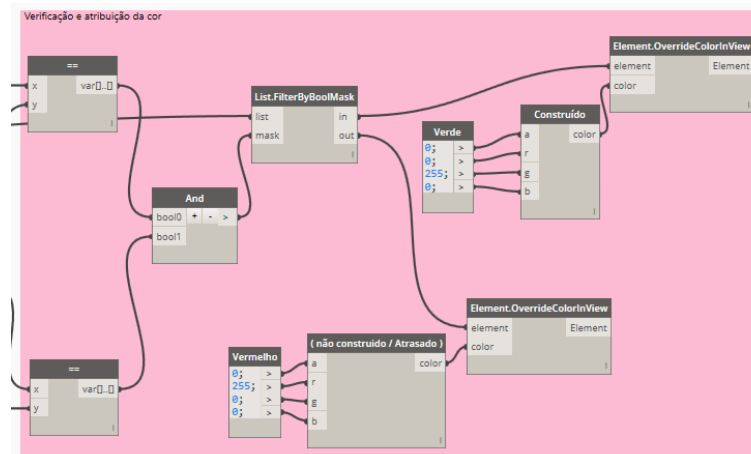 Verificação e atribuição da cor
==
x
var[]..[]
y
l
List.FilterByBoolMask
list
in
mask
out
l
And
bool0
+
-
>
bool1
Element.OverrideColorInView
element
Element
color
l
Verde
0;
>
0;
>
255;
>
0;
>
Construído
a
color
r
g
b
l
Element.OverrideColorInView
element
Element
color
l
==
x
var[]..[]
y
l
Vermelho
0;
>
255;
>
0;
>
0;
>
( não construido / Atrasado )
a
color
r
g
b
l